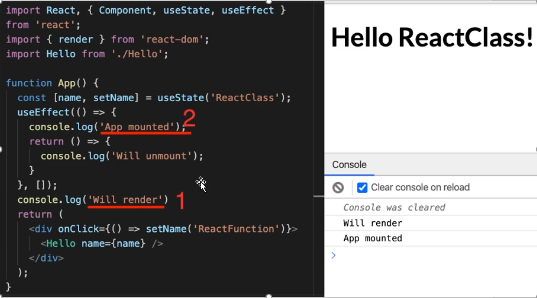 import React, { Component, useState, useEffect }
from 'react';
import { render } from 'react-dom';
import Hello from './Hello';
function App() {
const [name, setName] = useState('ReactClass');
useEffect(() => {
console.log('App mounted');
2
return () => {
console.log('Will unmount');
}
}, []);
console.log('Will render')
1
return (
<div onClick={() => setName('ReactFunction')}>
<Hello name={name} />
</div>
);
}
Hello ReactClass!
Console
Clear console on reload
Console was cleared
Will render
App mounted